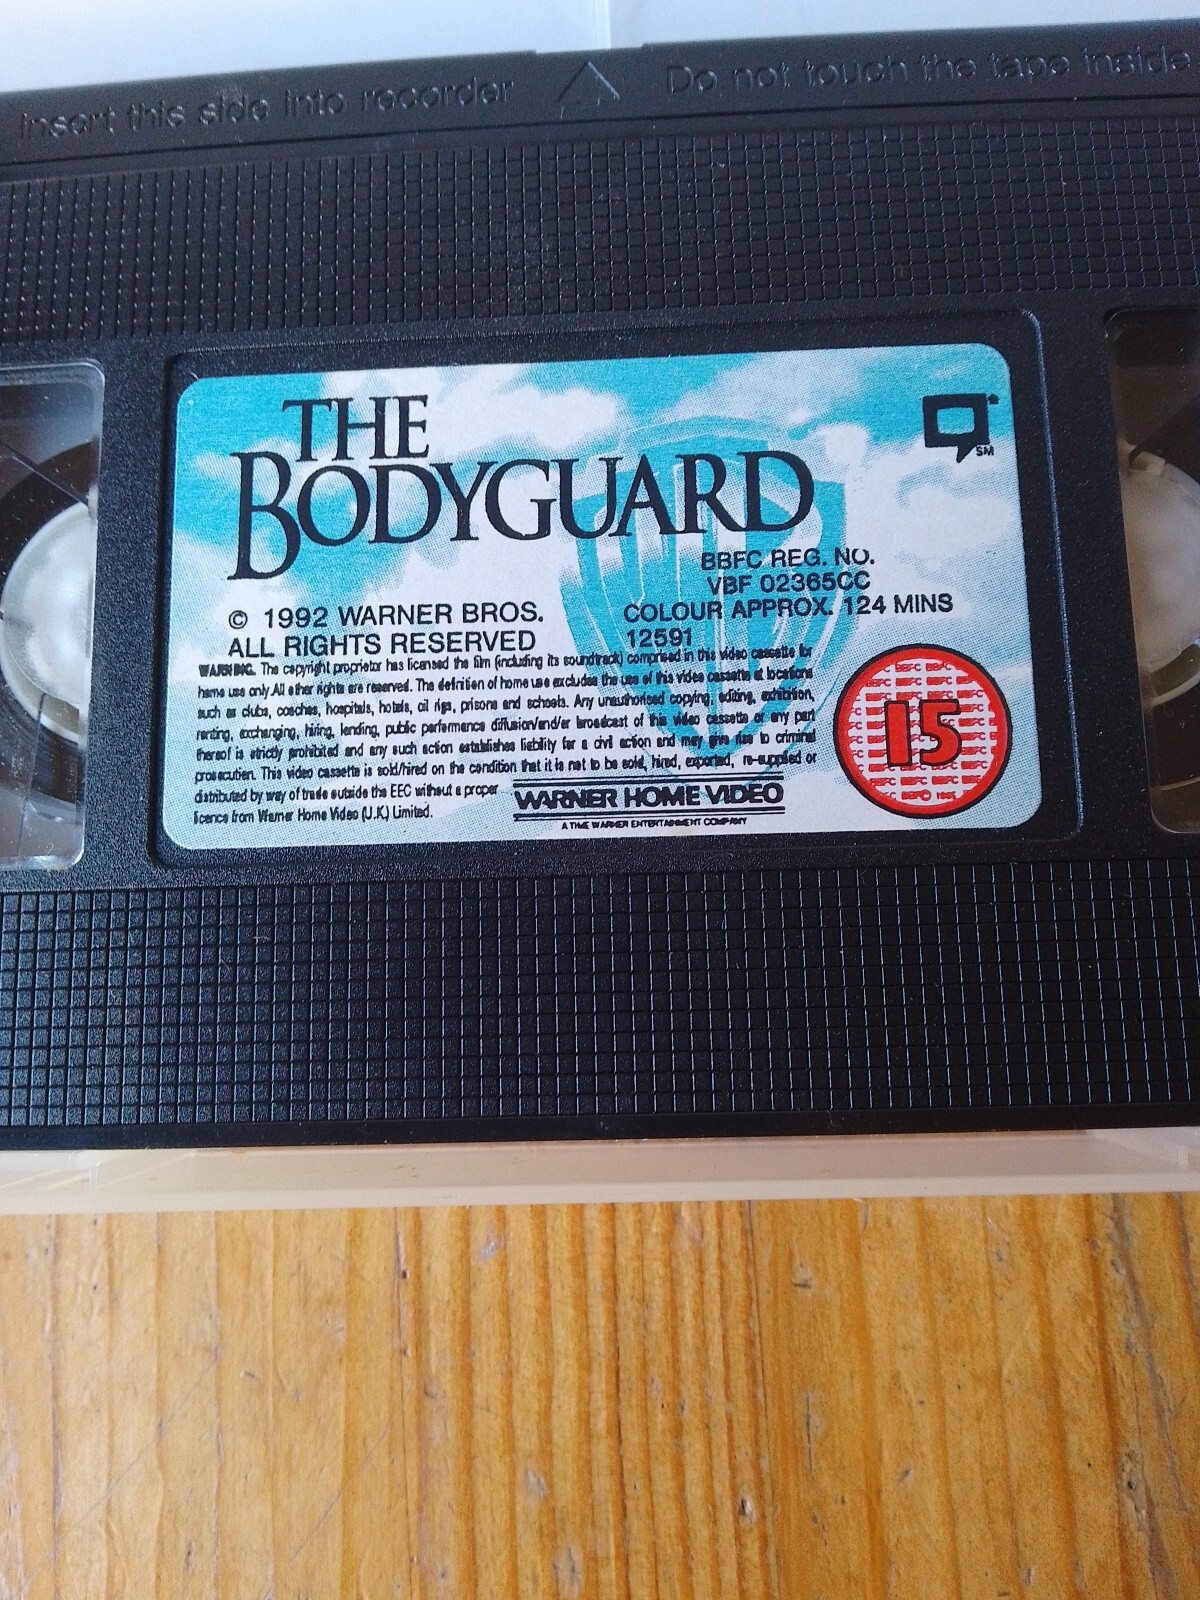 Insert this side into recorder
Do not touch the tape inside
THE
BODYGUARD
SM
BBFC REG. NO.
VBF 02365CC
© 1992 WARNER BROS.
COLOUR APPROX. 124 MINS
ALL RIGHTS RESERVED
12591
WARNING. The copyright proprietor has licensed the film (including its soundtrack) comprised in this video cassette for
home use only. All other rights are reserved. The definition of home use excludes the use of this video cassette at locations
such as clubs, coaches, hospitals, hotels, oil rigs, prisons and schools. Any unauthorised copying, editing, exhibition,
renting, exchanging, hiring, lending, public performance diffusion/and/or broadcast of this video cassette or any part
thereof is strictly prohibited and any such action establishes liability for a civil action and may give rise to criminal
prosecution. This video cassette is sold/hired on the condition that it is not to be sold, hired, exported, re-supplied or
distributed by way of trade outside the EEC without a proper
licence from Warner Home Video (U.K.) Limited.
WARNER HOME VIDEO
A TIME WARNER ENTERTAINMENT COMPANY
15